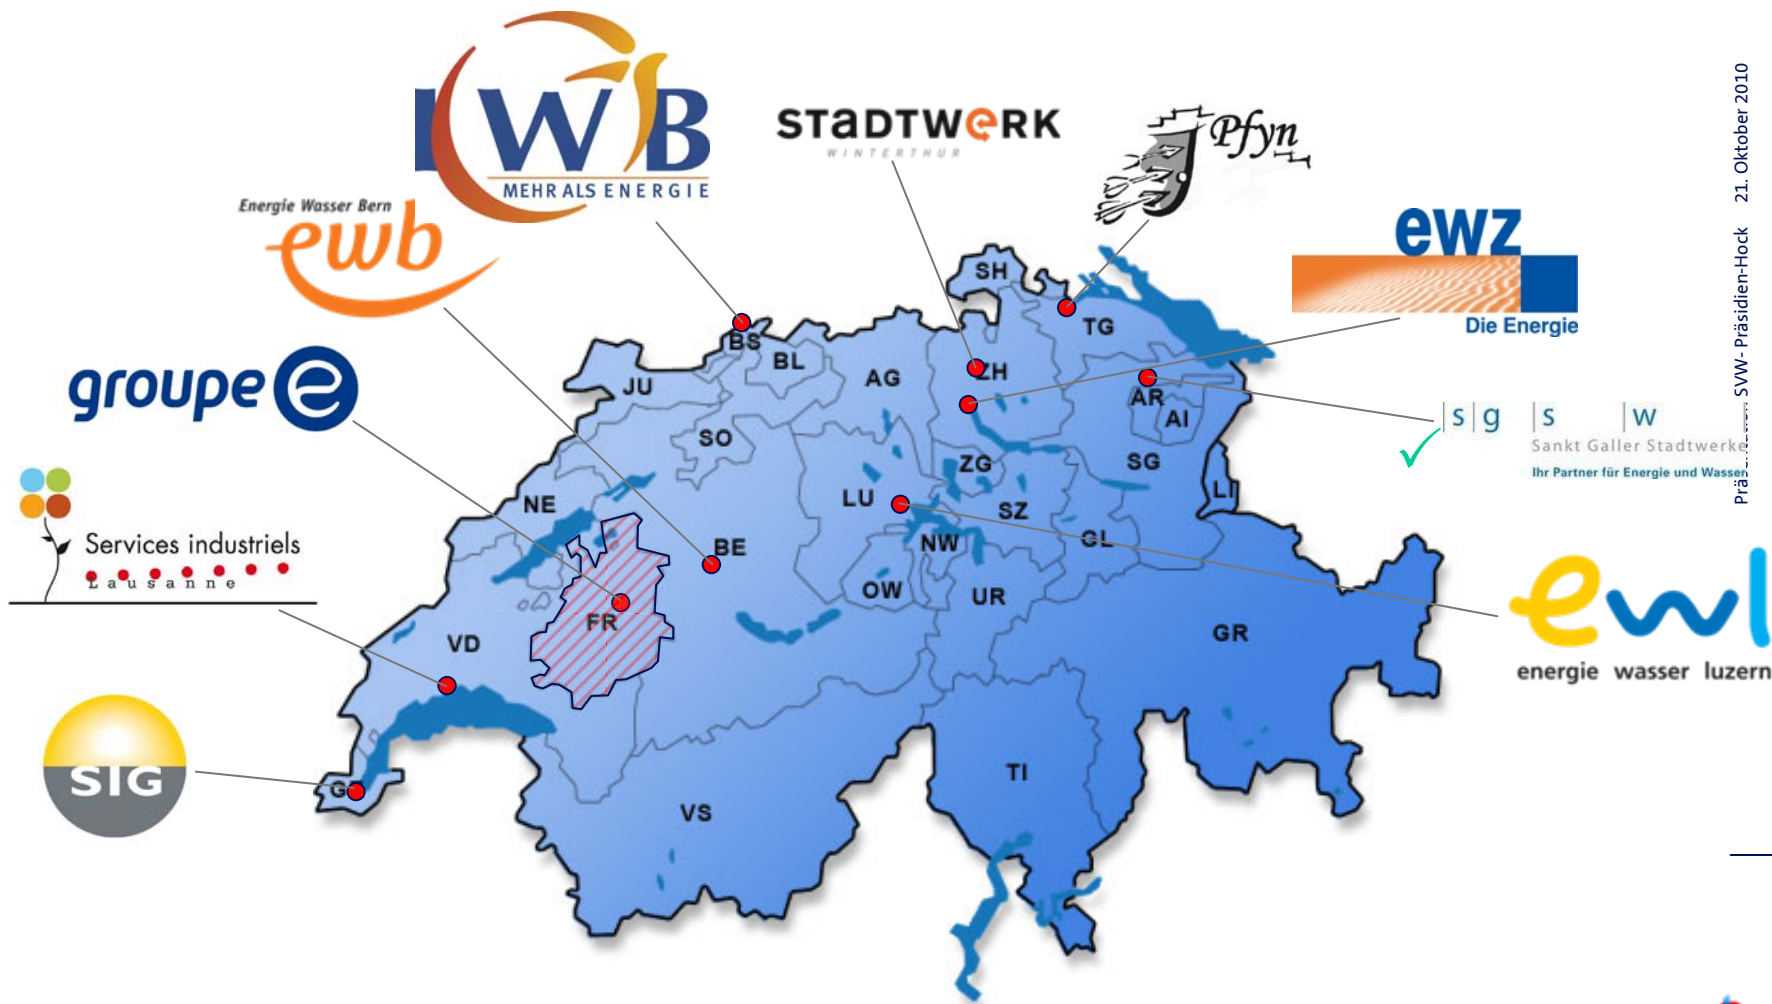 IWB
MEHR ALS ENERGIE
STADTWERK
WINTERTHUR
Pfyn
Energie Wasser Bern
ewb
ewz
Die Energie
groupe e
Services industriels
Lausanne
SIG
s g s w
Sankt Galler Stadtwerke
Ihr Partner für Energie und Wasser
ewl
energie wasser luzern
SH
TG
BS
BL
ZH
JU
AG
AR
AI
SO
ZG
SG
NE
LU
SZ
LI
BE
NW
GL
OW
UR
FR
VD
GR
TI
VS
SVW- Präsidien-Hock 21. Oktober 2010